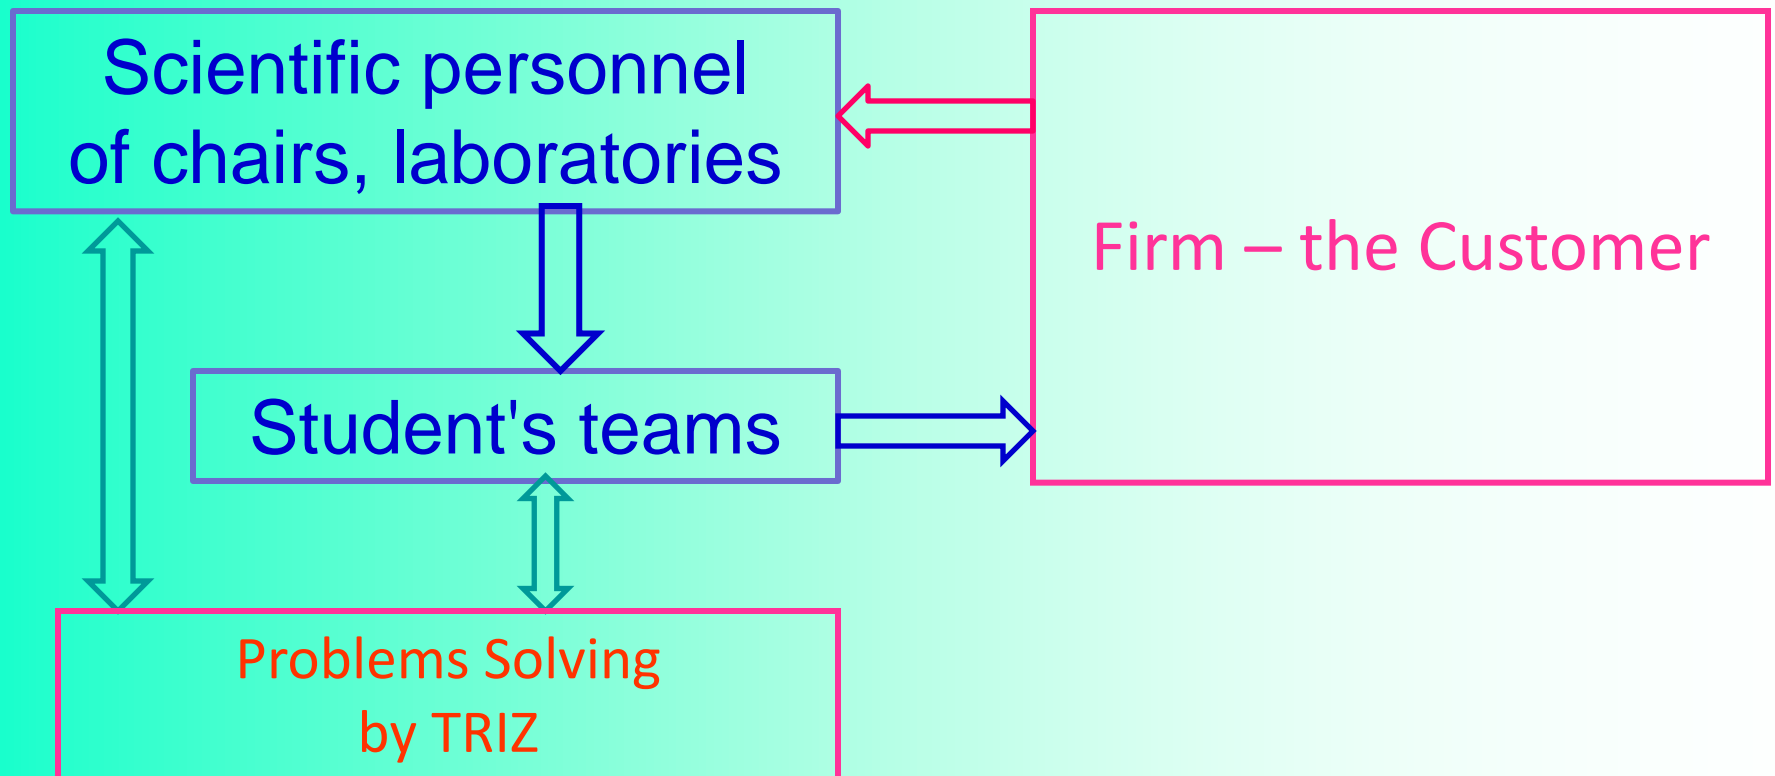 Scientific personnel
of chairs, laboratories
Firm – the Customer
Student's teams
Problems Solving
by TRIZ